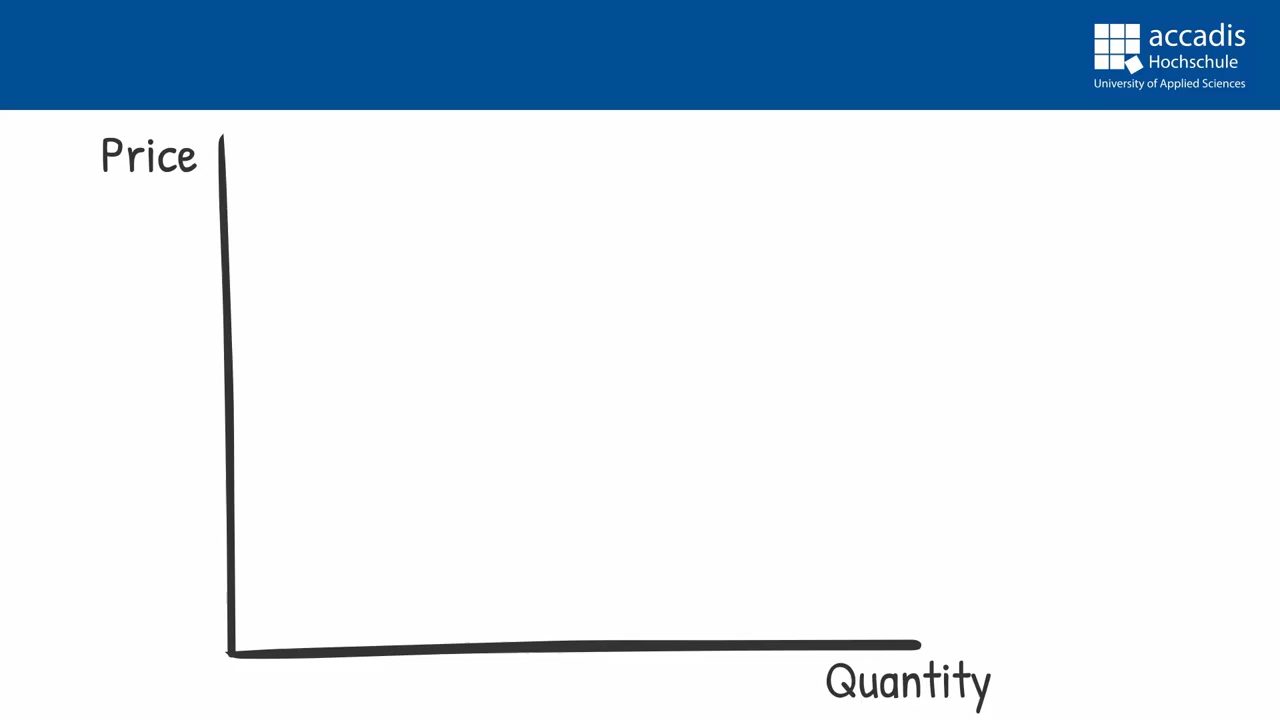 accadis
Hochschule
University of Applied Sciences
Price
Quantity